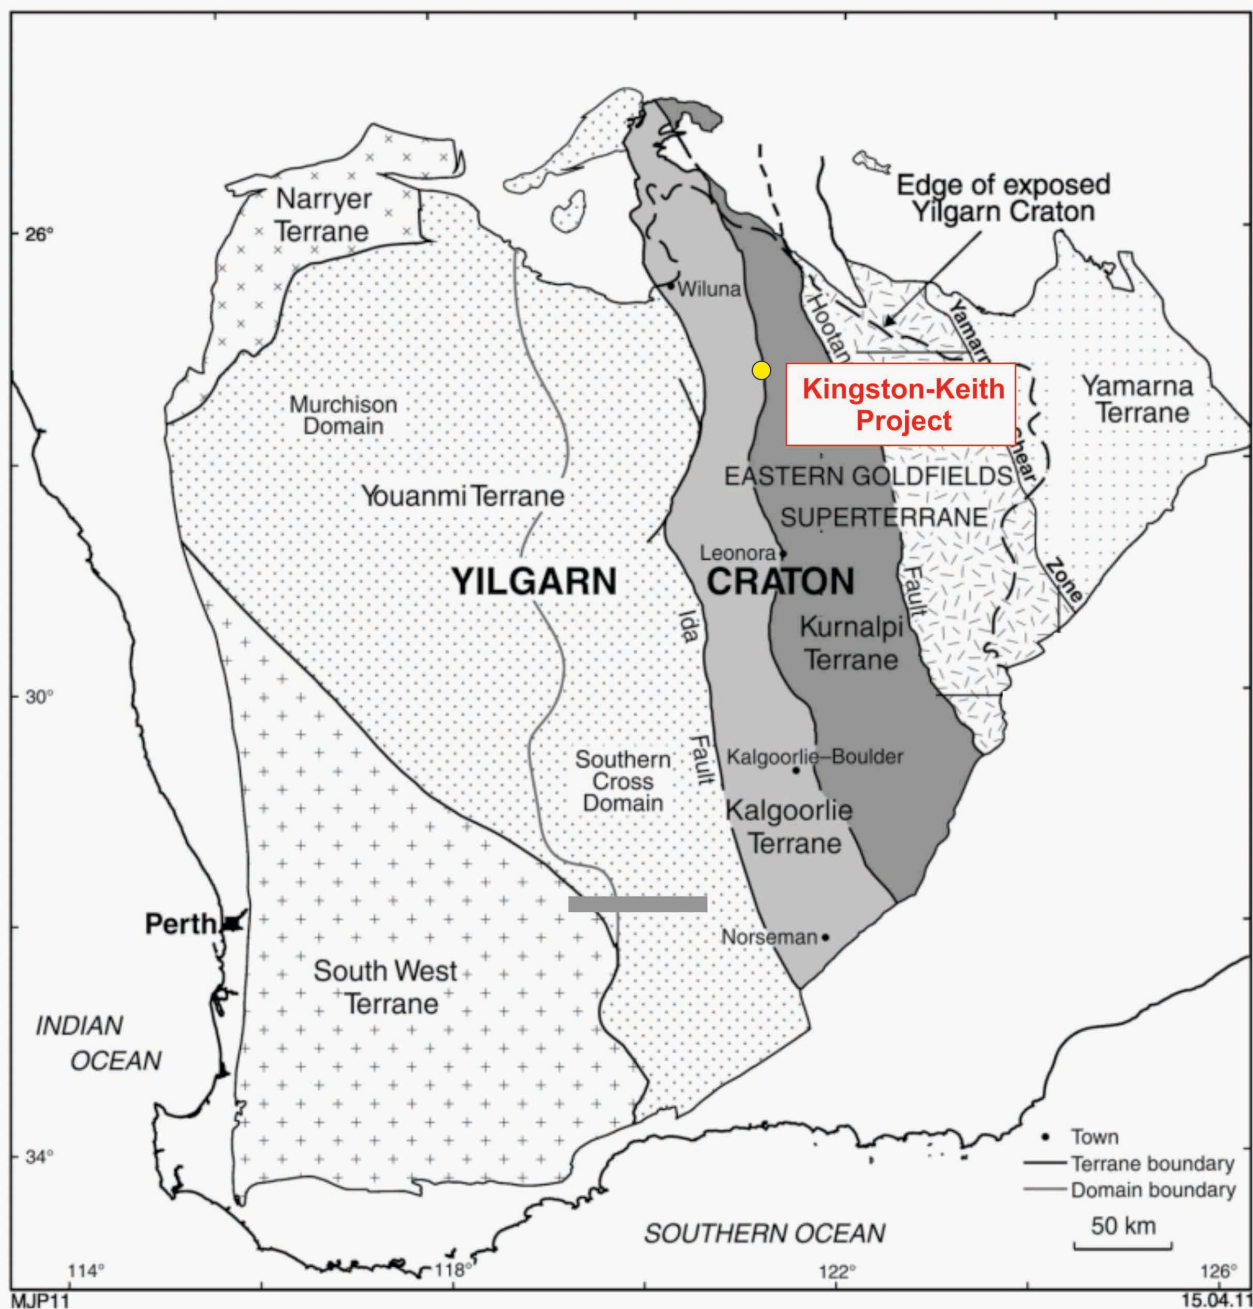 Narryer
Terrane
Edge of exposed
Yilgarn Craton
26°
Wiluna
Hootan
Yamarn
Kingston-Keith
Project
Yamarna
Terrane
Murchison
Domain
Shear
EASTERN GOLDFIELDS
Youanmi Terrane
SUPERTERRANE
Leonora
YILGARN CRATON
Zone
Fault
Ida
Kurnalpi
Terrane
30°
Fault
Kalgoorlie–Boulder
Southern
Cross
Domain
Kalgoorlie
Terrane
Perth
Norseman
South West
Terrane
INDIAN
OCEAN
34°
Town
Terrane boundary
Domain boundary
50 km
SOUTHERN OCEAN
114°
118°
122°
126°
MJP11
15.04.11